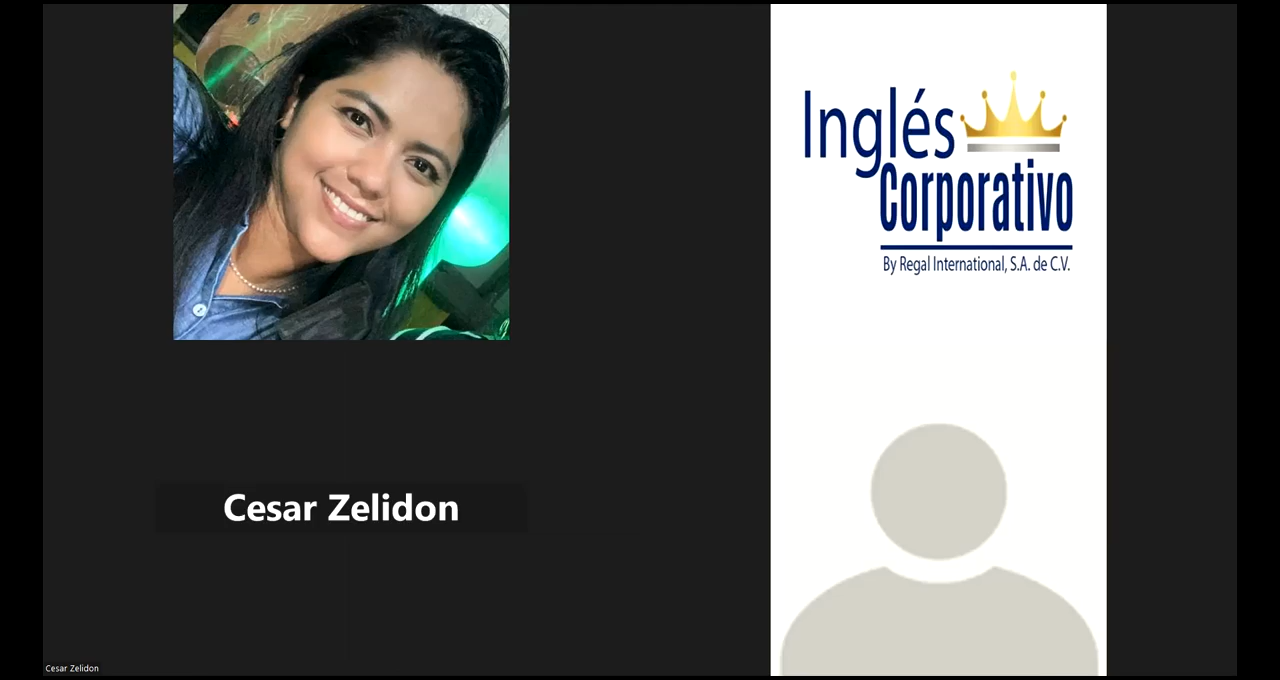 Inglés
Corporativo
By Regal International, S.A. de C.V.
Cesar Zelidon
Cesar Zelidon